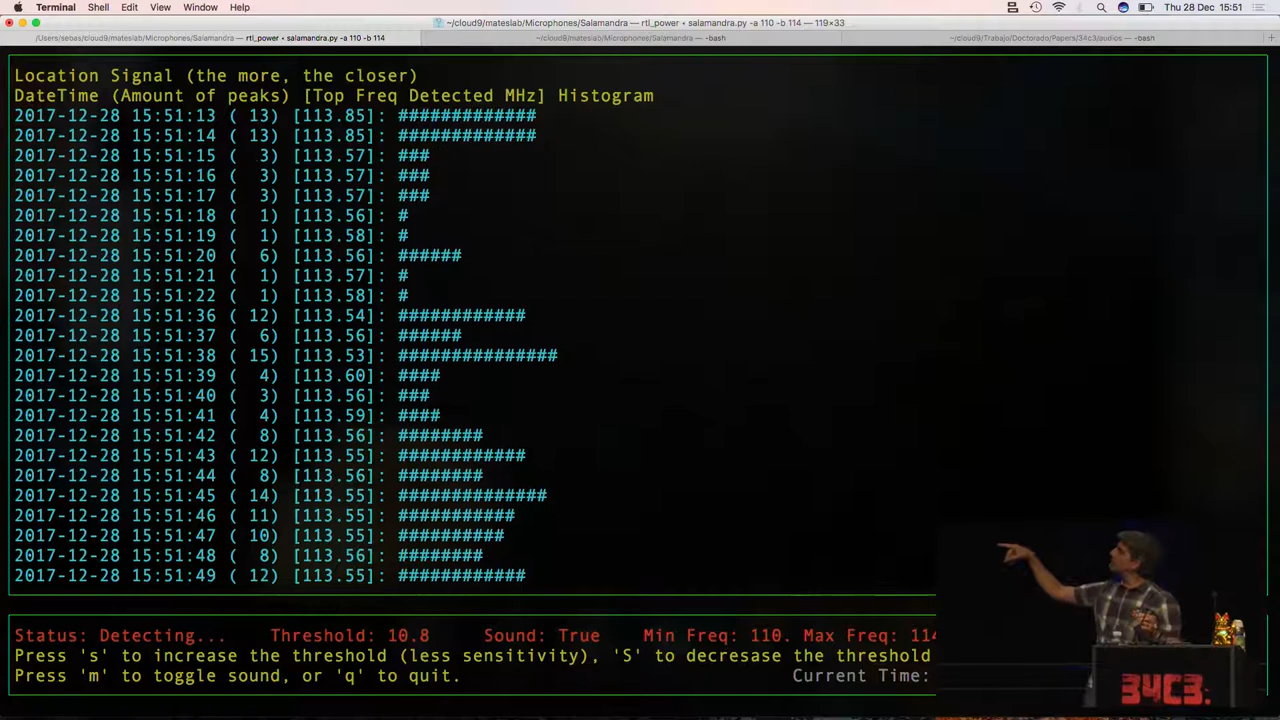 Terminal Shell Edit View Window Help Thu 28 Dec 15:51
~/cloud9/mateslab/Microphones/Salamandra — rtl_power • salamandra.py -a 110 -b 114 — 119×33
/Users/sebas/cloud9/mateslab/Microphones/Salamandra — rtl_power • salamandra.py -a 110 -b 114 ~/cloud9/mateslab/Microphones/Salamandra — -bash ~/cloud9/Trabajo/Doctorado/Papers/34c3/audios — -bash
Location Signal (the more, the closer)
DateTime (Amount of peaks) [Top Freq Detected MHz] Histogram
2017-12-28 15:51:13 ( 13) [113.85]: #############
2017-12-28 15:51:14 ( 13) [113.85]: #############
2017-12-28 15:51:15 (  3) [113.57]: ###
2017-12-28 15:51:16 (  3) [113.57]: ###
2017-12-28 15:51:17 (  3) [113.57]: ###
2017-12-28 15:51:18 (  1) [113.56]: #
2017-12-28 15:51:19 (  1) [113.58]: #
2017-12-28 15:51:20 (  6) [113.56]: ######
2017-12-28 15:51:21 (  1) [113.57]: #
2017-12-28 15:51:22 (  1) [113.58]: #
2017-12-28 15:51:36 ( 12) [113.54]: ############
2017-12-28 15:51:37 (  6) [113.56]: ######
2017-12-28 15:51:38 ( 15) [113.53]: ###############
2017-12-28 15:51:39 (  4) [113.60]: ####
2017-12-28 15:51:40 (  3) [113.56]: ###
2017-12-28 15:51:41 (  4) [113.59]: ####
2017-12-28 15:51:42 (  8) [113.56]: ########
2017-12-28 15:51:43 ( 12) [113.55]: ############
2017-12-28 15:51:44 (  8) [113.56]: ########
2017-12-28 15:51:45 ( 14) [113.55]: ##############
2017-12-28 15:51:46 ( 11) [113.55]: ###########
2017-12-28 15:51:47 ( 10) [113.55]: ##########
2017-12-28 15:51:48 (  8) [113.56]: ########
2017-12-28 15:51:49 ( 12) [113.55]: ############
Status: Detecting... Threshold: 10.8 Sound: True Min Freq: 110. Max Freq: 114
Press 's' to increase the threshold (less sensitivity), 'S' to decresase the threshold
Press 'm' to toggle sound, or 'q' to quit. Current Time:
34C3: